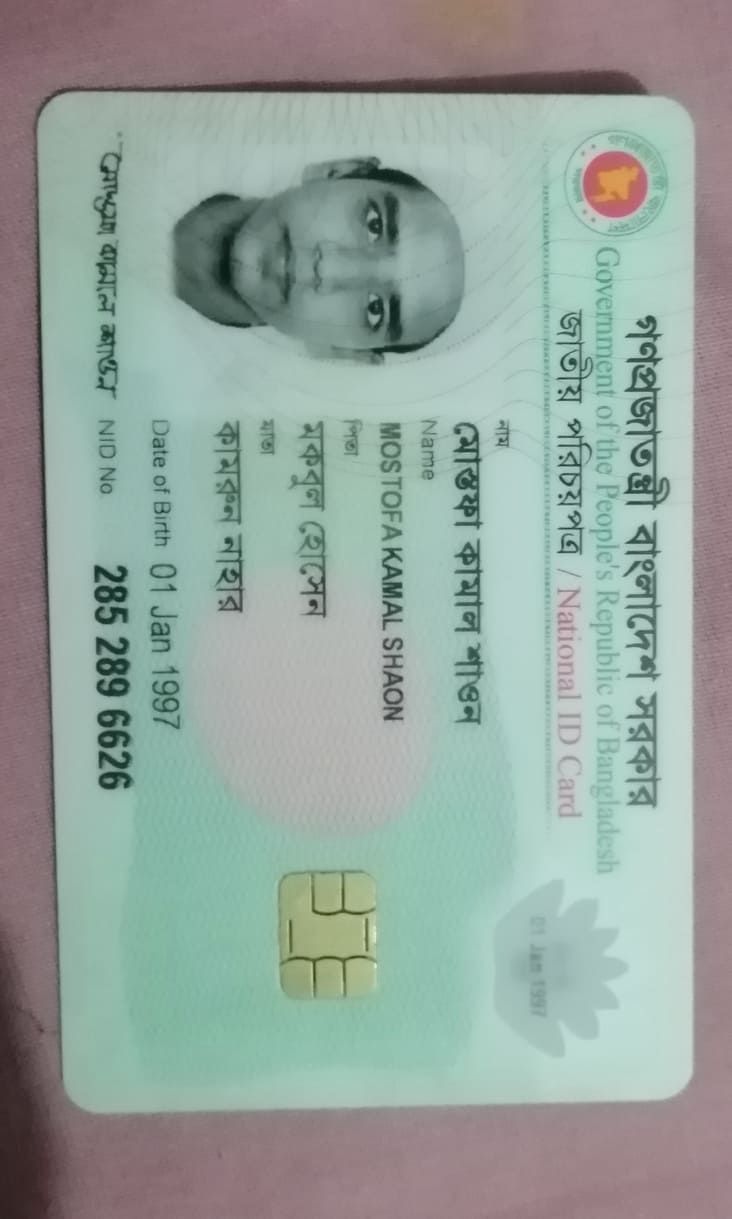 গণপ্রজাতন্ত্রী বাংলাদেশ সরকার
Government of the People's Republic of Bangladesh
জাতীয় পরিচয়পত্র / National ID Card
01 Jan 1997
নাম
মোস্তফা কামাল শাওন
Name
MOSTOFA KAMAL SHAON
পিতা
মকবুল হোসেন
মাতা
কামরুন নাহার
Date of Birth 01 Jan 1997
মোস্তফা কামাল শাওন NID No. 285 289 6626